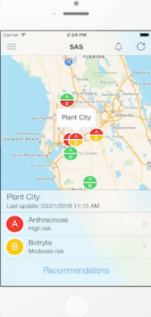 Carrier 2:34 PM
SAS
FLORIDA
Plant City
Plant City
Last update: 03/21/2016 11:15 AM
A Anthracnose
High risk
B Botrytis
Moderate risk
Recommendations